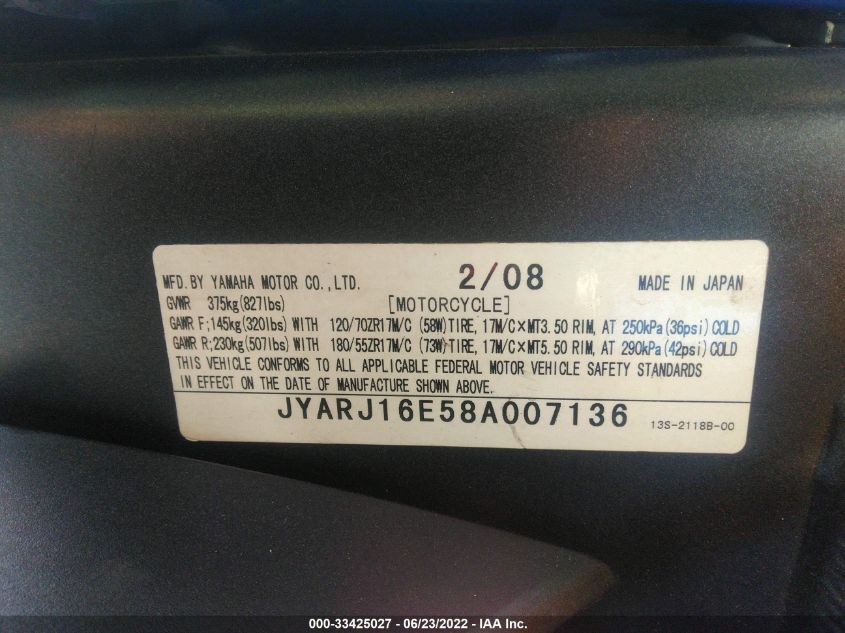 MFD. BY YAMAHA MOTOR CO., LTD. 2/08 MADE IN JAPAN
GVWR 375kg(827lbs) [MOTORCYCLE]
GAWR F;145kg(320lbs) WITH 120/70ZR17M/C (58W)TIRE, 17M/C×MT3.50 RIM, AT 250kPa(36psi) COLD
GAWR R;230kg(507lbs) WITH 180/55ZR17M/C (73W)TIRE, 17M/C×MT5.50 RIM, AT 290kPa(42psi) COLD
THIS VEHICLE CONFORMS TO ALL APPLICABLE FEDERAL MOTOR VEHICLE SAFETY STANDARDS
IN EFFECT ON THE DATE OF MANUFACTURE SHOWN ABOVE.
JYARJ16E58A007136 13S-2118B-00
000-33425027 - 06/23/2022 - IAA Inc.